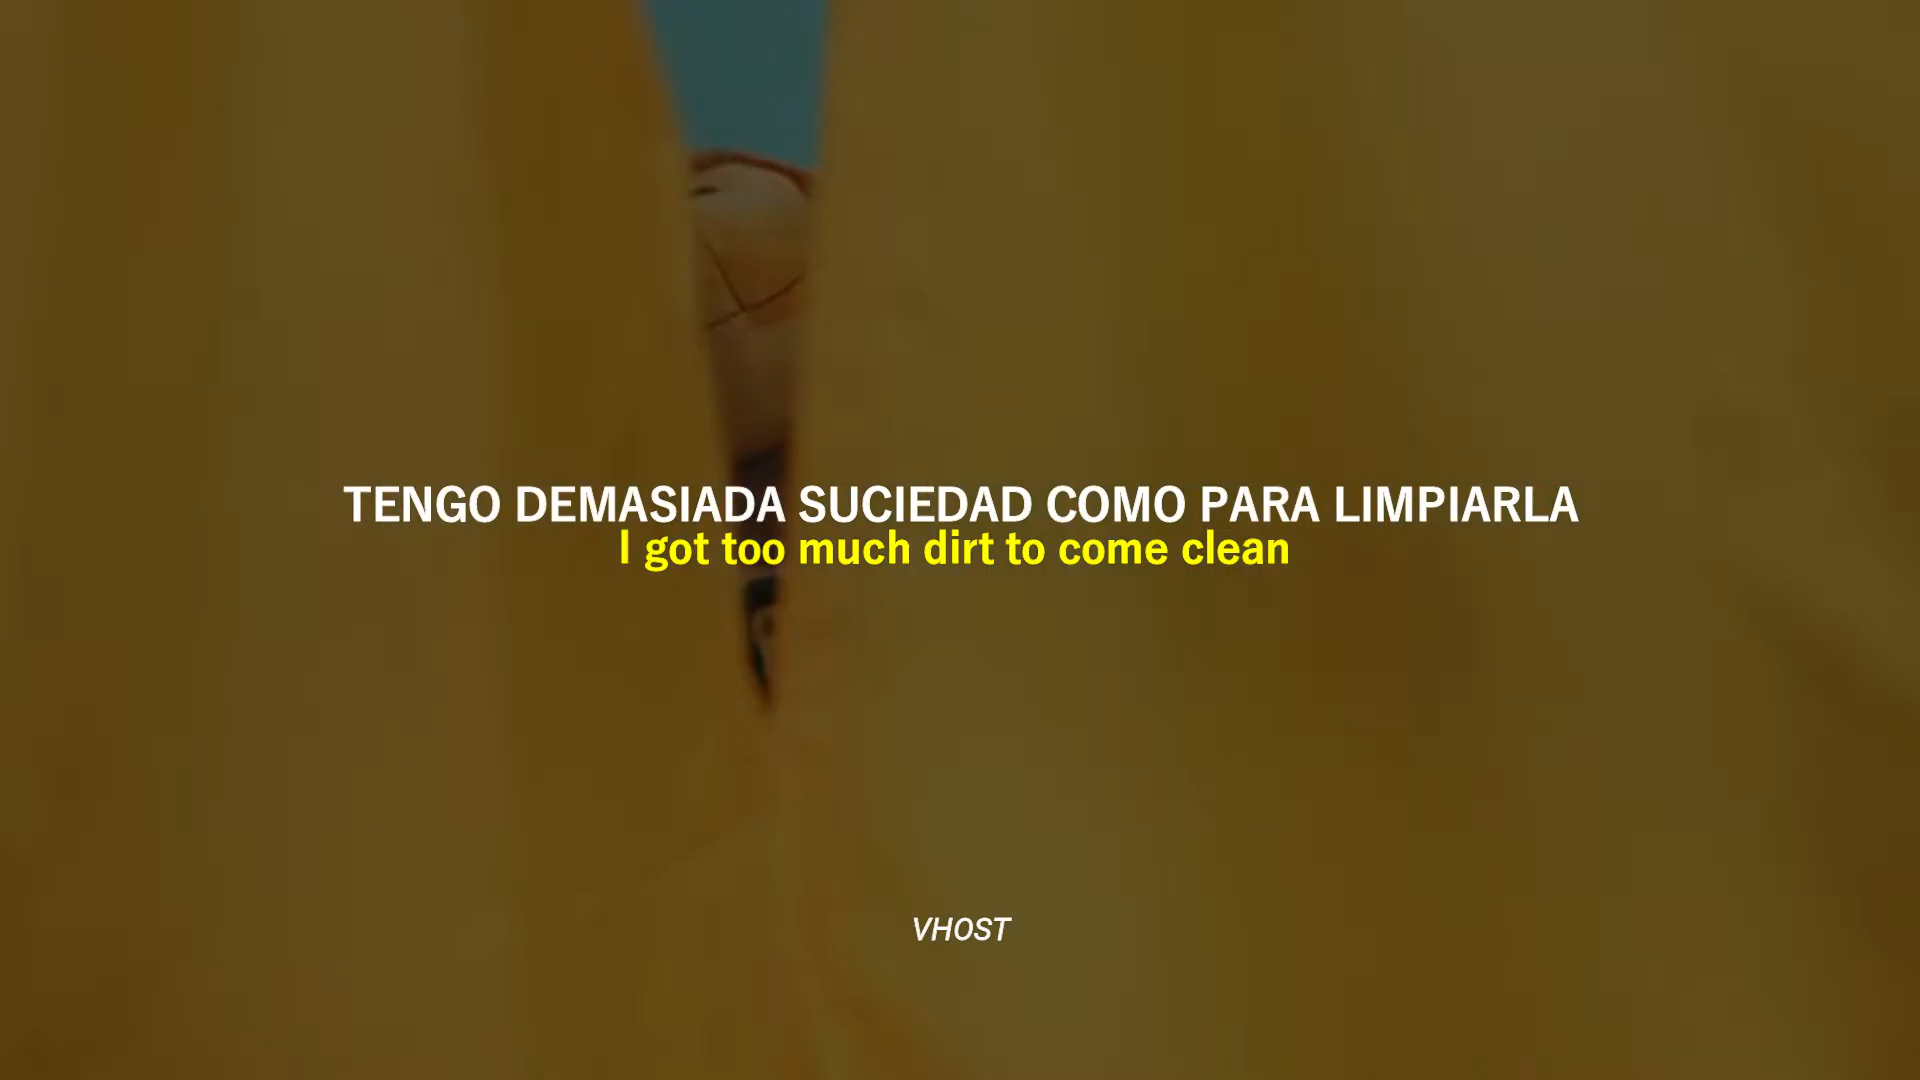 TENGO DEMASIADA SUCIEDAD COMO PARA LIMPIARLA
I got too much dirt to come clean
VHOST